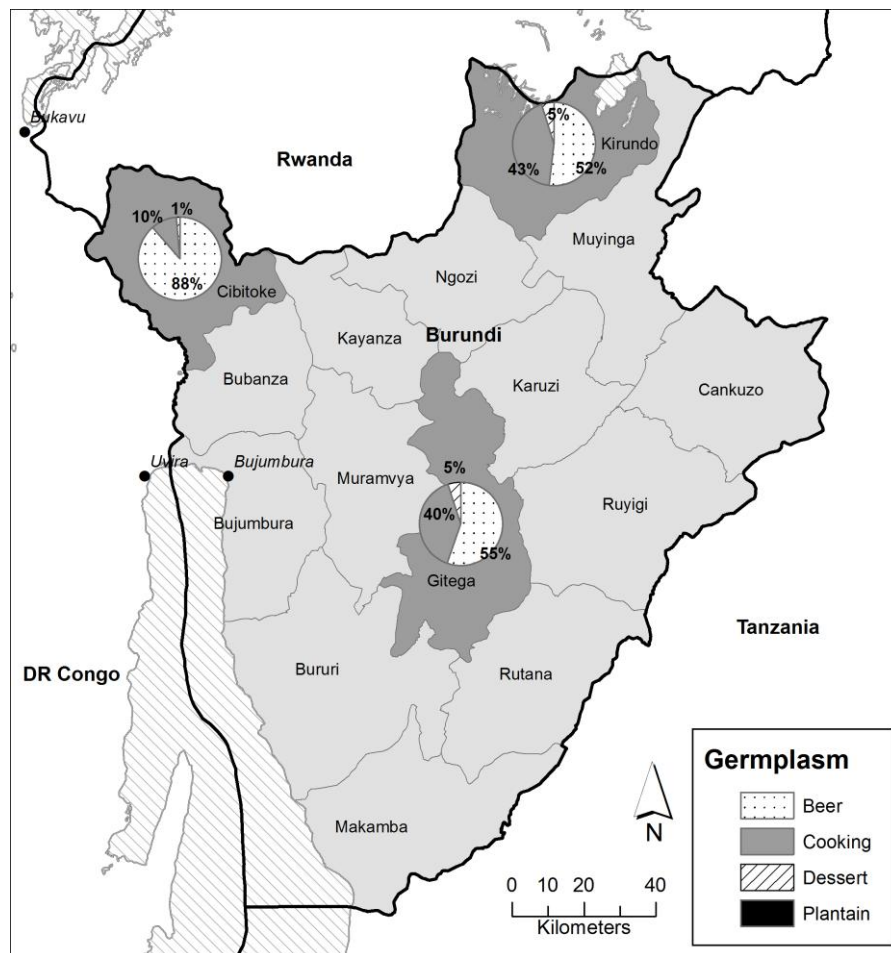 Bukavu
Rwanda
5%
Kirundo
43%
52%
10%
1%
88%
Cibitoke
Muyinga
Ngozi
Kayanza
Burundi
Bubanza
Karuzi
Cankuzo
Uvira
Bujumbura
Muramvya
5%
Ruyigi
Bujumbura
40%
55%
Gitega
Tanzania
DR Congo
Bururi
Rutana
Makamba
N
0 10 20 40
Kilometers
Germplasm
Beer
Cooking
Dessert
Plantain